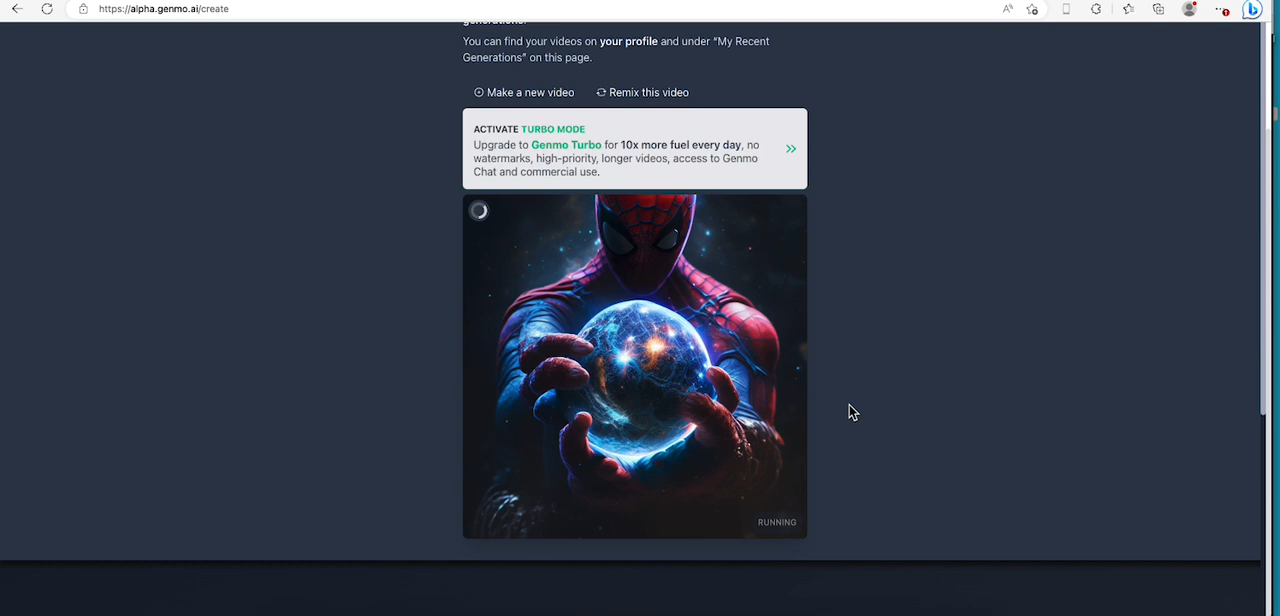 https://alpha.genmo.ai/create
generations.
You can find your videos on your profile and under "My Recent
Generations" on this page.
Make a new video
Remix this video
ACTIVATE TURBO MODE
Upgrade to Genmo Turbo for 10x more fuel every day, no
watermarks, high-priority, longer videos, access to Genmo
Chat and commercial use.
RUNNING